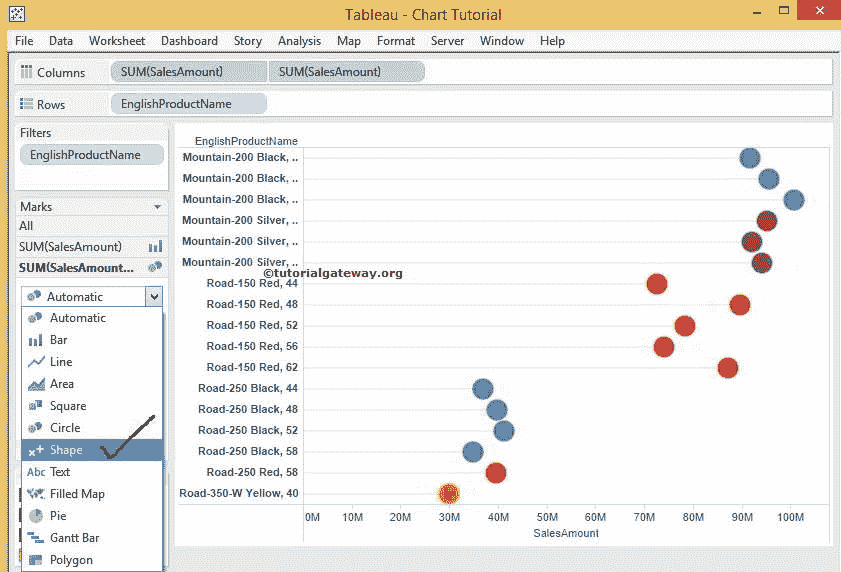 Tableau - Chart Tutorial
File Data Worksheet Dashboard Story Analysis Map Format Server Window Help
Columns SUM(SalesAmount) SUM(SalesAmount)
Rows EnglishProductName
Filters
EnglishProductName
Marks
All
SUM(SalesAmount)
SUM(SalesAmount...
Automatic
Automatic
Bar
Line
Area
Square
Circle
Shape
Abc Text
Filled Map
Pie
Gantt Bar
Polygon
EnglishProductName
Mountain-200 Black, ..
Mountain-200 Black, ..
Mountain-200 Black, ..
Mountain-200 Silver, ..
Mountain-200 Silver, ..
Mountain-200 Silver, ..
©tutorialgateway.org
Road-150 Red, 44
Road-150 Red, 48
Road-150 Red, 52
Road-150 Red, 56
Road-150 Red, 62
Road-250 Black, 44
Road-250 Black, 48
Road-250 Black, 52
Road-250 Black, 58
Road-250 Red, 58
Road-350-W Yellow, 40
0M 10M 20M 30M 40M 50M 60M 70M 80M 90M 100M
SalesAmount